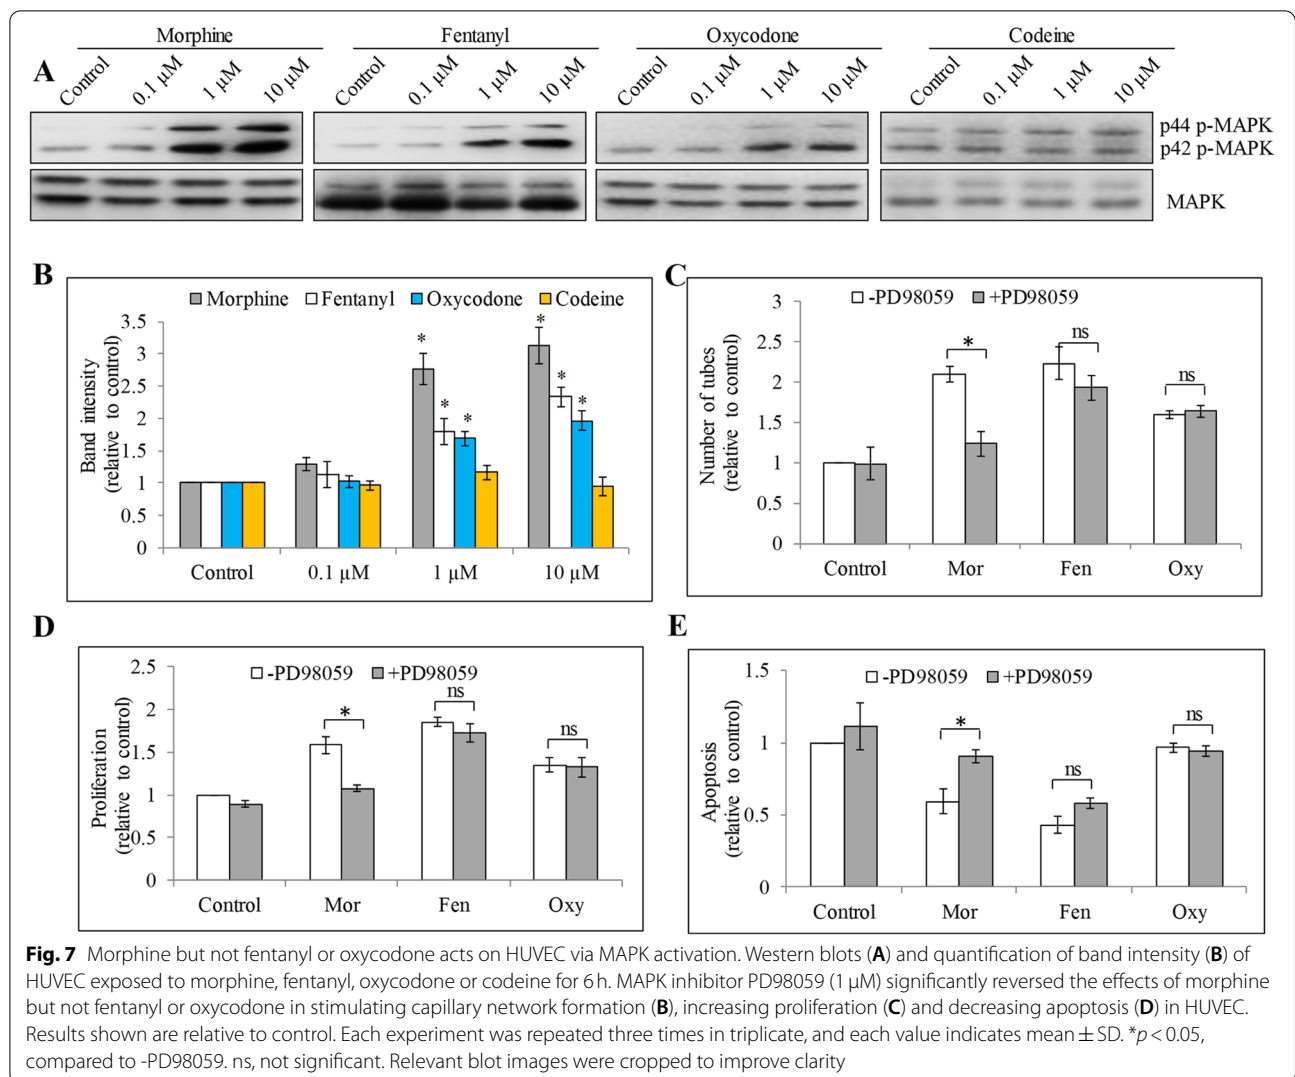 Morphine Fentanyl Oxycodone Codeine
A
Control 0.1 µM 1 µM 10 µM Control 0.1 µM 1 µM 10 µM Control 0.1 µM 1 µM 10 µM Control 0.1 µM 1 µM 10 µM
p44 p-MAPK
p42 p-MAPK
MAPK
B
Morphine Fentanyl Oxycodone Codeine
Band intensity
(relative to control)
3.5
3
2.5
2
1.5
1
0.5
0
* * * * * *
Control 0.1 µM 1 µM 10 µM
C
-PD98059 +PD98059
Number of tubes
(relative to control)
3
2.5
2
1.5
1
0.5
0
* ns ns
Control Mor Fen Oxy
D
-PD98059 +PD98059
Proliferation
(relative to control)
2.5
2
1.5
1
0.5
0
* ns ns
Control Mor Fen Oxy
E
-PD98059 +PD98059
Apoptosis
(relative to control)
1.5
1
0.5
0
* ns ns
Control Mor Fen Oxy
Fig. 7 Morphine but not fentanyl or oxycodone acts on HUVEC via MAPK activation. Western blots (A) and quantification of band intensity (B) of
HUVEC exposed to morphine, fentanyl, oxycodone or codeine for 6 h. MAPK inhibitor PD98059 (1 µM) significantly reversed the effects of morphine
but not fentanyl or oxycodone in stimulating capillary network formation (B), increasing proliferation (C) and decreasing apoptosis (D) in HUVEC.
Results shown are relative to control. Each experiment was repeated three times in triplicate, and each value indicates mean ± SD. *p < 0.05,
compared to -PD98059. ns, not significant. Relevant blot images were cropped to improve clarity